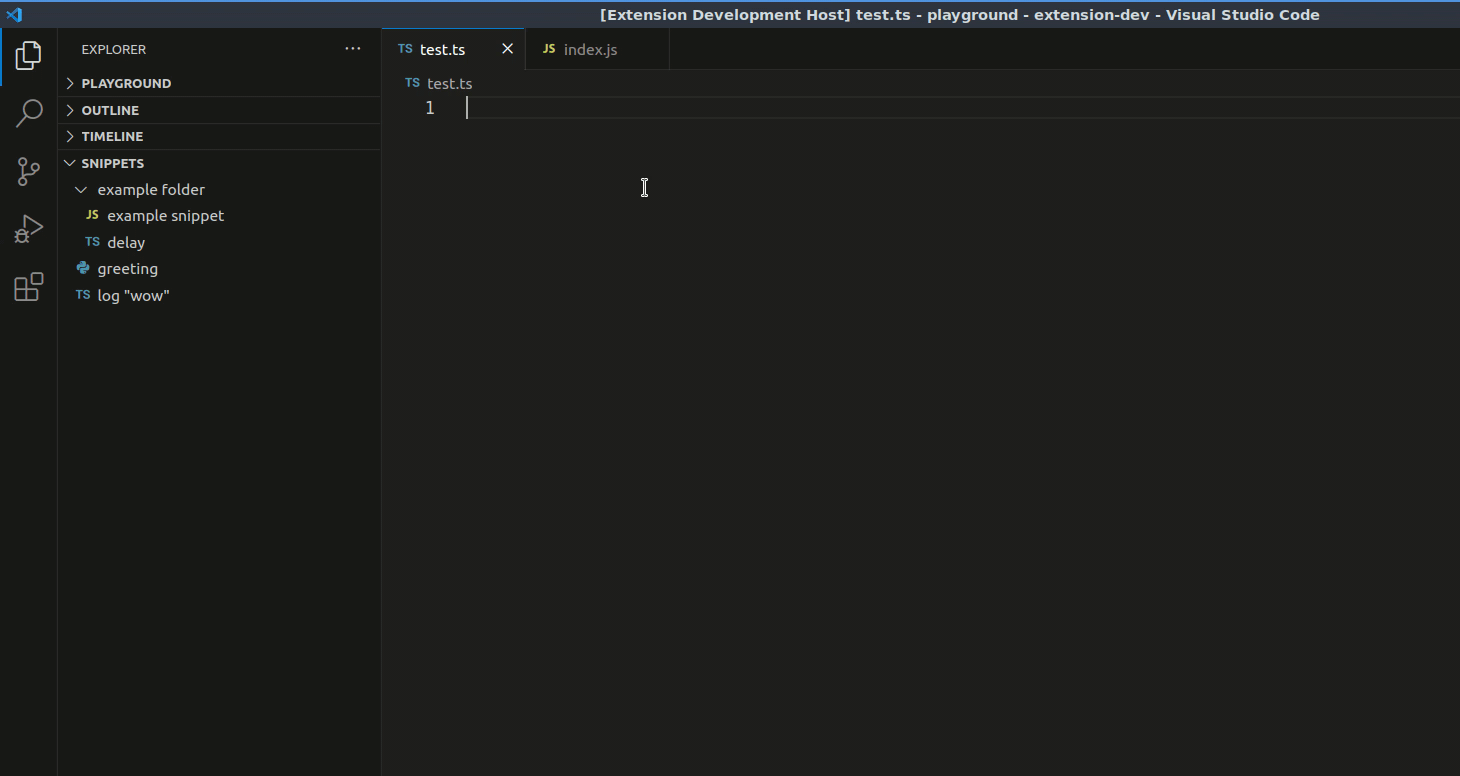 [Extension Development Host] test.ts - playground - extension-dev - Visual Studio Code
EXPLORER
PLAYGROUND
OUTLINE
TIMELINE
SNIPPETS
example folder
JS example snippet
TS delay
greeting
TS log "wow"
TS test.ts
JS index.js
TS test.ts
1